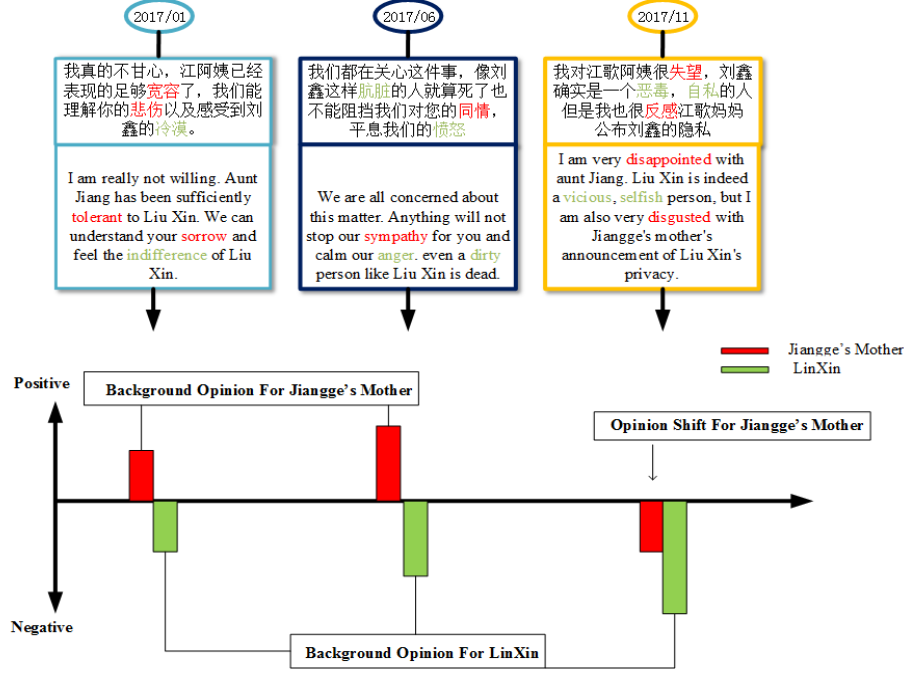 2017/01
2017/06
2017/11
我真的不甘心，江阿姨已经
表现的足够宽容了，我们能
理解你的悲伤以及感受到刘
鑫的冷漠。
我们都在关心这件事，像刘
鑫这样肮脏的人就算死了也
不能阻挡我们对您的同情，
平息我们的愤怒
我对江歌阿姨很失望，刘鑫
确实是一个恶毒，自私的人
但是我也很反感江歌妈妈
公布刘鑫的隐私
I am really not willing. Aunt
Jiang has been sufficiently
tolerant to Liu Xin. We can
understand your sorrow and
feel the indifference of Liu
Xin.
We are all concerned about
this matter. Anything will not
stop our sympathy for you and
calm our anger. even a dirty
person like Liu Xin is dead.
I am very disappointed with
aunt Jiang. Liu Xin is indeed
a vicious, selfish person, but I
am also very disgusted with
Jiangge's mother's
announcement of Liu Xin's
privacy.
Jiangge's Mother
LinXin
Positive
Background Opinion For Jiangge's Mother
Opinion Shift For Jiangge's Mother
Negative
Background Opinion For LinXin